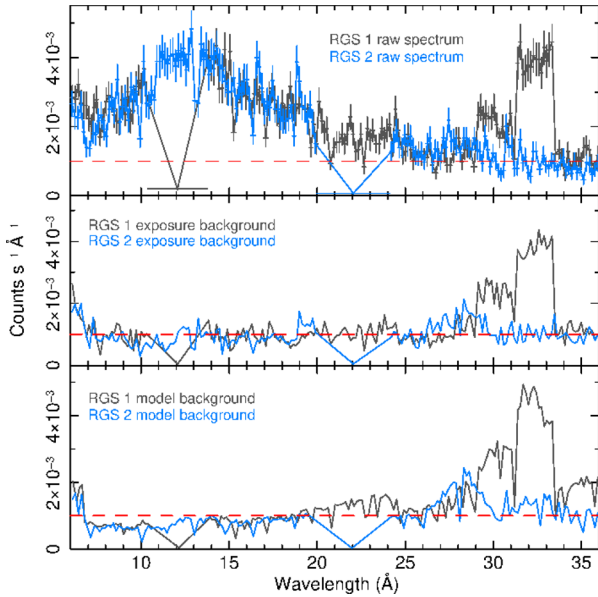 RGS 1 raw spectrum
RGS 2 raw spectrum
4×10⁻³
2×10⁻³
0
RGS 1 exposure background
RGS 2 exposure background
4×10⁻³
2×10⁻³
0
Counts s⁻¹ Å⁻¹
RGS 1 model background
RGS 2 model background
4×10⁻³
2×10⁻³
0
10 15 20 25 30 35
Wavelength (Å)